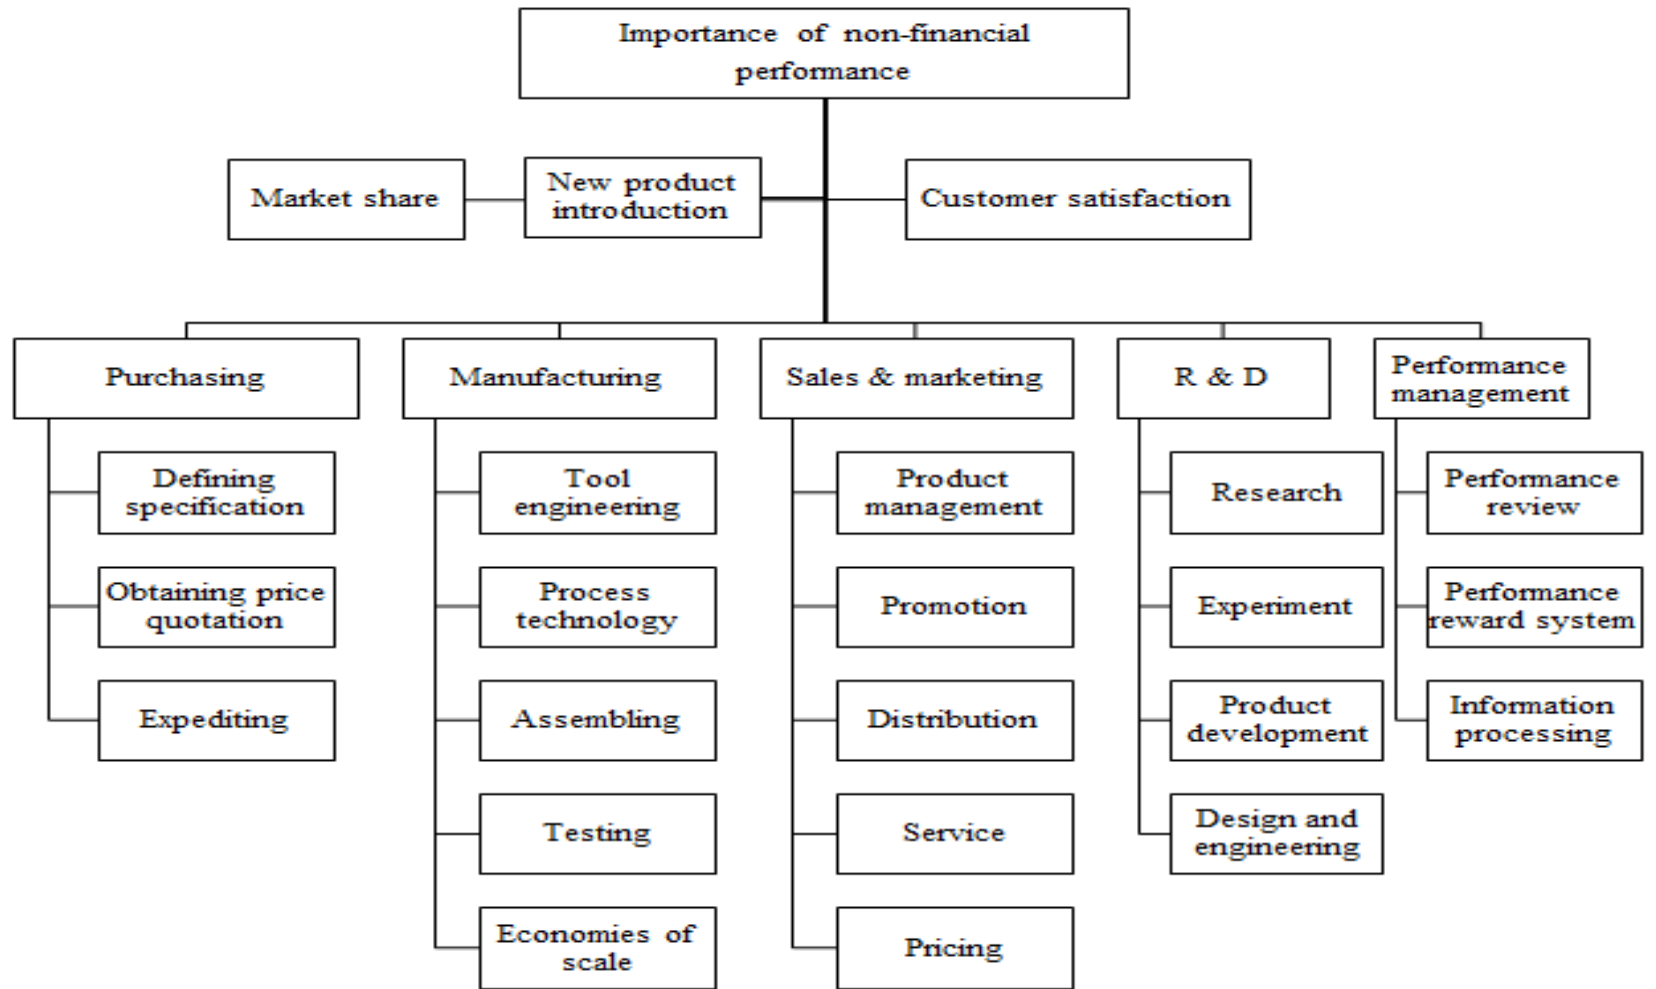 Importance of non-financial
performance
Market share
New product
introduction
Customer satisfaction
Purchasing
Manufacturing
Sales & marketing
R & D
Performance
management
Defining
specification
Obtaining price
quotation
Expediting
Tool
engineering
Process
technology
Assembling
Testing
Economies of
scale
Product
management
Promotion
Distribution
Service
Pricing
Research
Experiment
Product
development
Design and
engineering
Performance
review
Performance
reward system
Information
processing